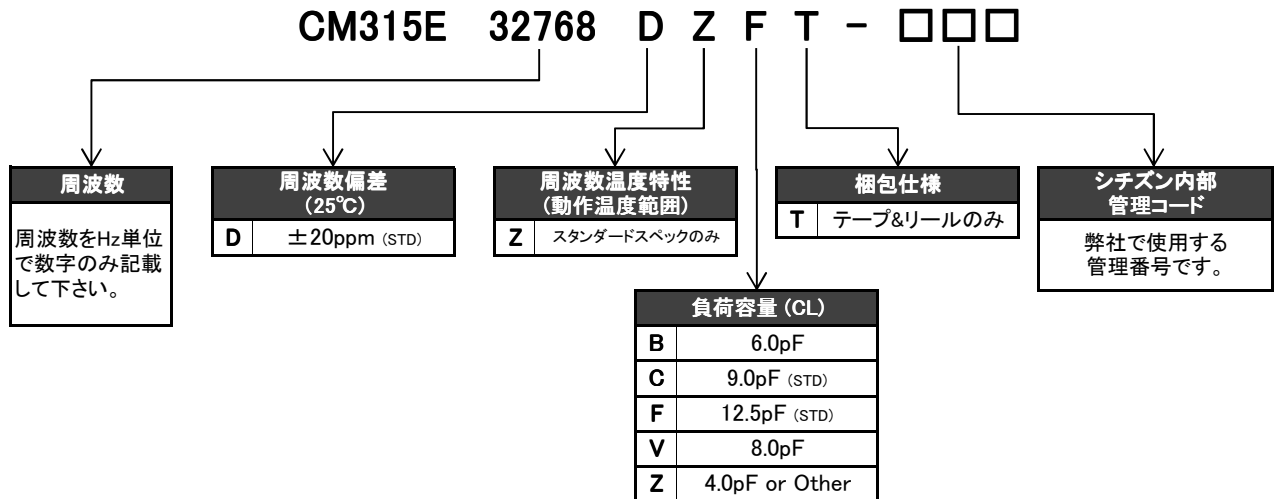 CM315E 32768 D Z F T - □□□
周波数
周波数をHz単位
で数字のみ記載
して下さい。
周波数偏差
(25℃)
D ±20ppm (STD)
周波数温度特性
(動作温度範囲)
Z スタンダードスペックのみ
梱包仕様
T テープ&リールのみ
シチズン内部
管理コード
弊社で使用する
管理番号です。
負荷容量 (CL)
B 6.0pF
C 9.0pF (STD)
F 12.5pF (STD)
V 8.0pF
Z 4.0pF or Other